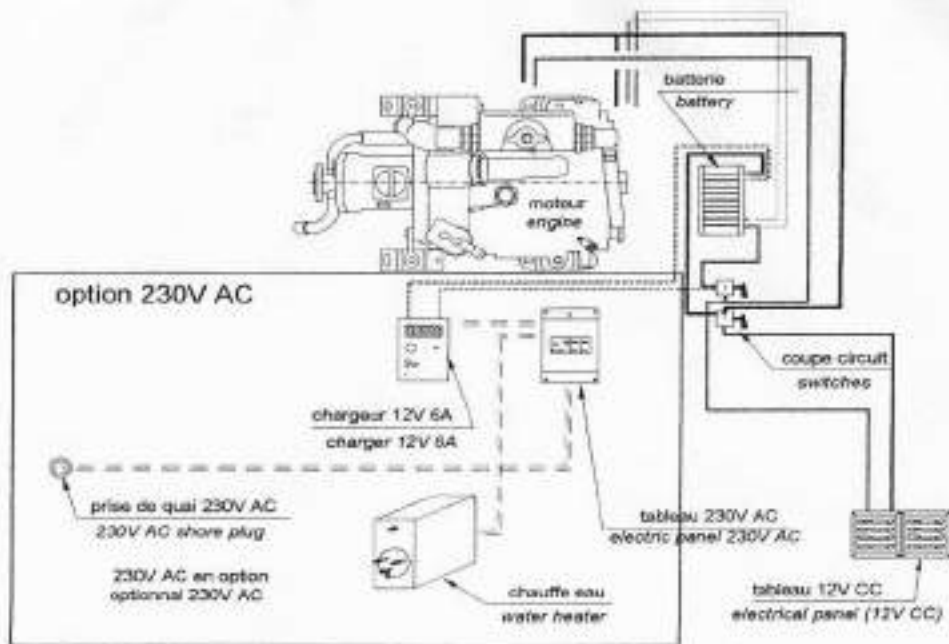 batterie
battery
moteur
engine
option 230V AC
coupe circuit
switches
chargeur 12V 6A
charger 12V 6A
prise de quai 230V AC
230V AC shore plug
tableau 230V AC
electric panel 230V AC
230V AC en option
optionnal 230V AC
chauffe eau
water heater
tableau 12V CC
electrical panel (12V CC)